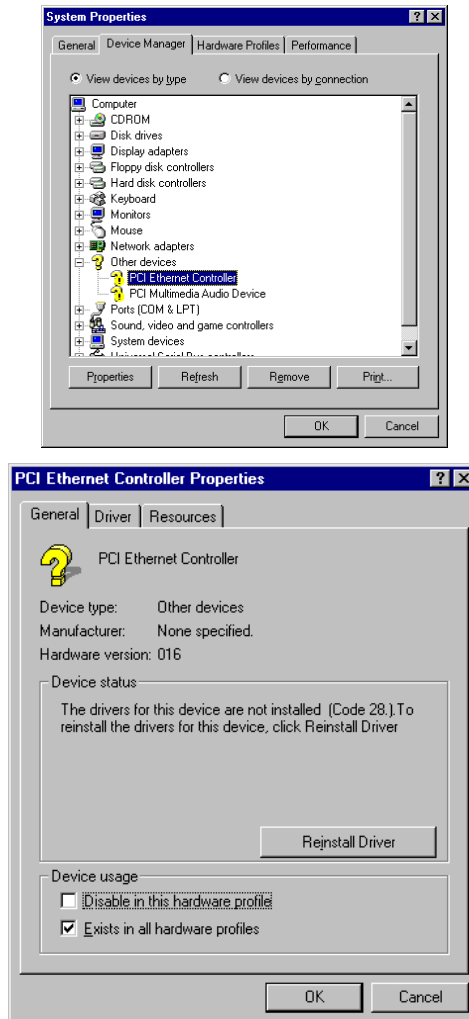 System Properties
General Device Manager Hardware Profiles Performance
View devices by type View devices by connection
Computer
CDROM
Disk drives
Display adapters
Floppy disk controllers
Hard disk controllers
Keyboard
Monitors
Mouse
Network adapters
Other devices
PCI Ethernet Controller
PCI Multimedia Audio Device
Ports (COM & LPT)
Sound, video and game controllers
System devices
Universal Serial Bus controllers
Properties Refresh Remove Print...
OK Cancel
PCI Ethernet Controller Properties
General Driver Resources
PCI Ethernet Controller
Device type: Other devices
Manufacturer: None specified.
Hardware version: 016
Device status
The drivers for this device are not installed (Code 28.).To
reinstall the drivers for this device, click Reinstall Driver
Reinstall Driver
Device usage
Disable in this hardware profile
Exists in all hardware profiles
OK Cancel